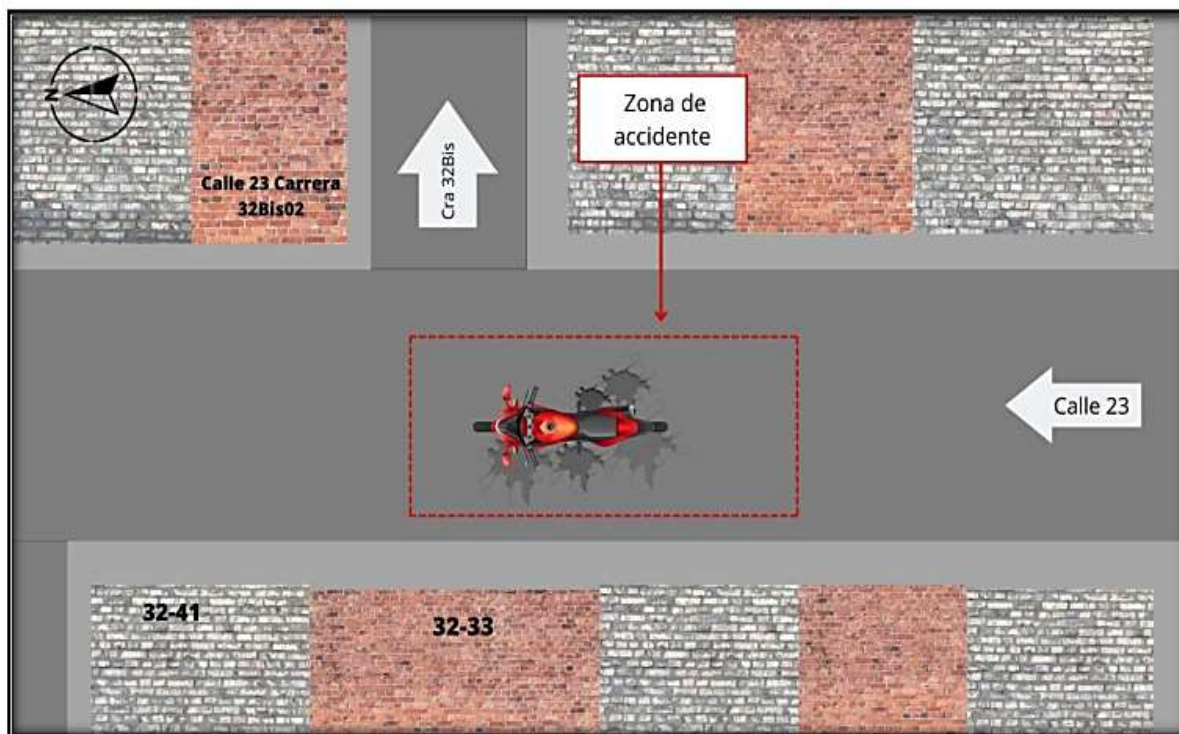 N
Zona de
accidente
Cra 32Bis
Calle 23 Carrera
32Bis02
Calle 23
32-41
32-33